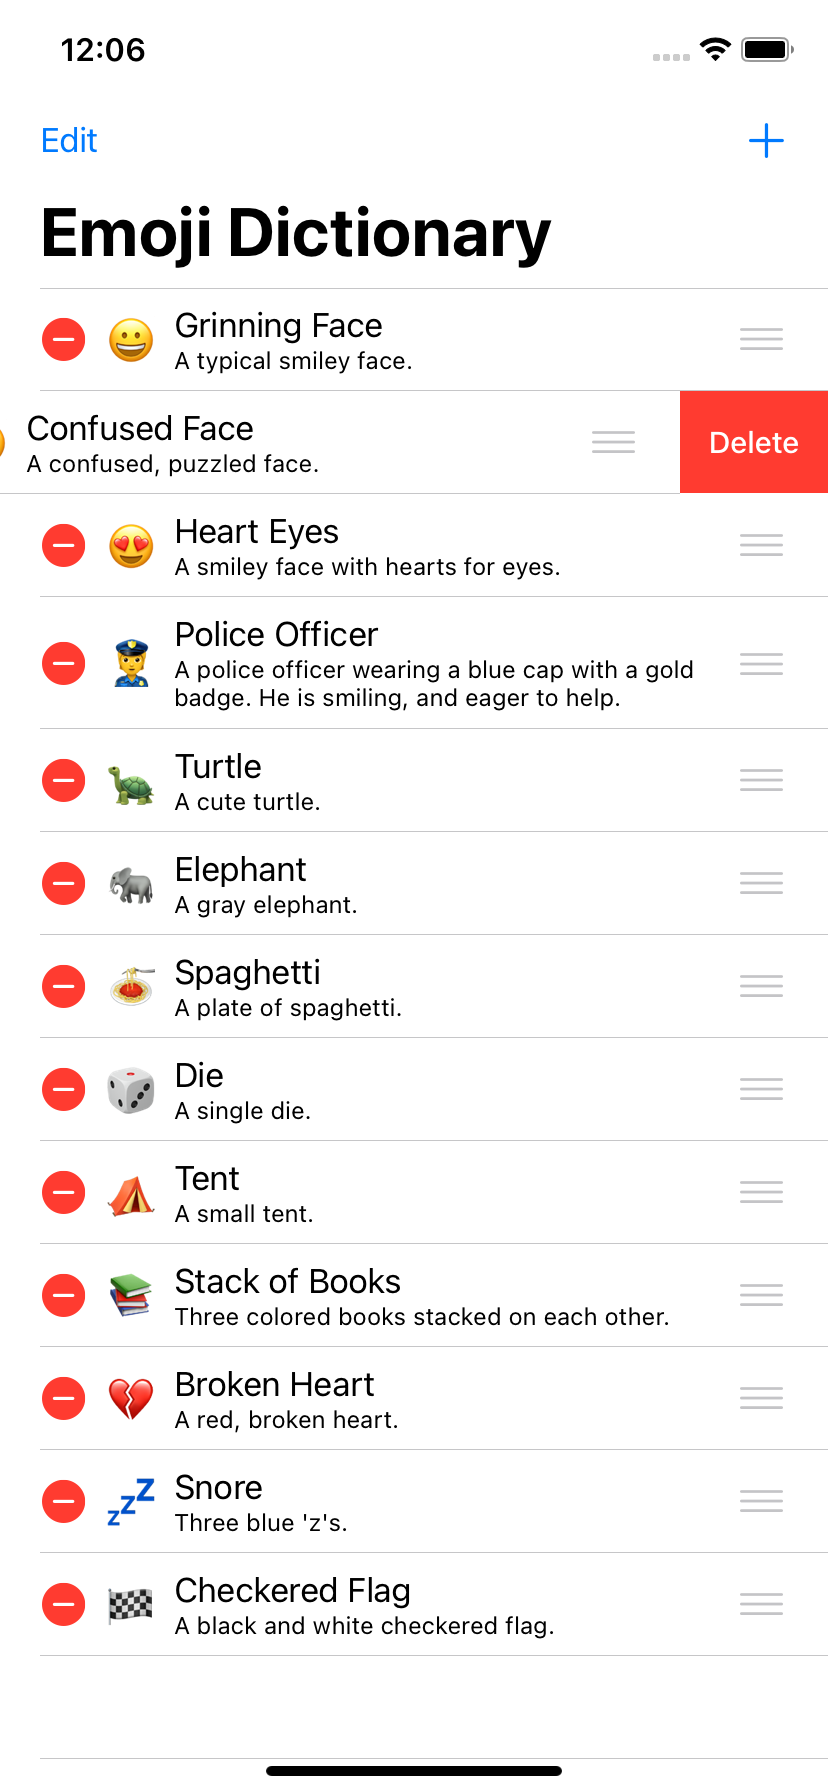 12:06
Edit
Emoji Dictionary
Grinning Face
A typical smiley face.
Confused Face
A confused, puzzled face.
Delete
Heart Eyes
A smiley face with hearts for eyes.
Police Officer
A police officer wearing a blue cap with a gold
badge. He is smiling, and eager to help.
Turtle
A cute turtle.
Elephant
A gray elephant.
Spaghetti
A plate of spaghetti.
Die
A single die.
Tent
A small tent.
Stack of Books
Three colored books stacked on each other.
Broken Heart
A red, broken heart.
Snore
Three blue 'z's.
Checkered Flag
A black and white checkered flag.